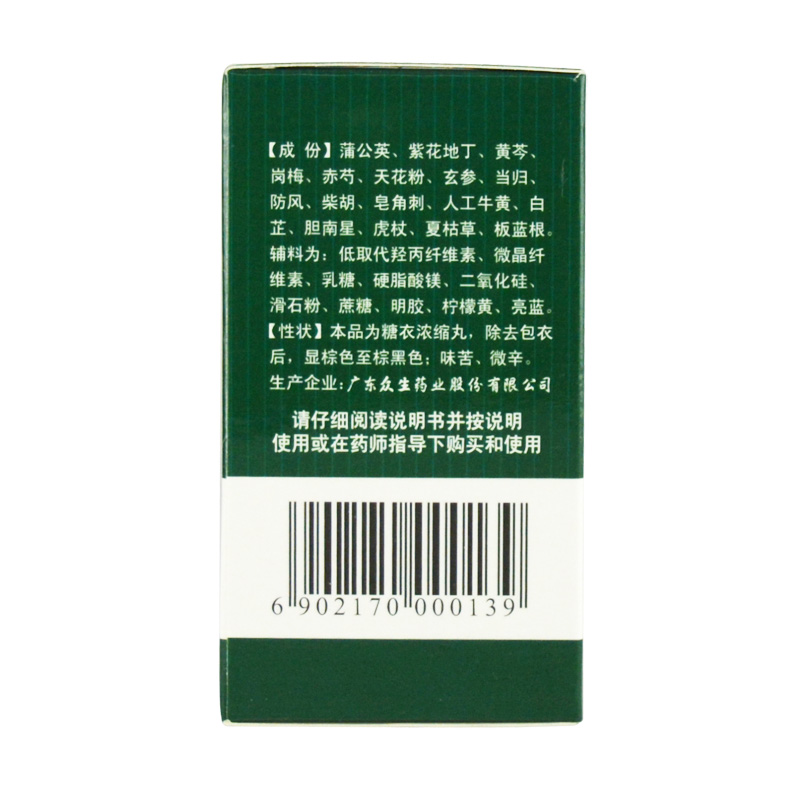 【成 份】蒲公英、紫花地丁、黄芩、
岗梅、赤芍、天花粉、玄参、当归、
防风、柴胡、皂角刺、人工牛黄、白
芷、胆南星、虎杖、夏枯草、板蓝根。
辅料为：低取代羟丙纤维素、微晶纤
维素、乳糖、硬脂酸镁、二氧化硅、
滑石粉、蔗糖、明胶、柠檬黄、亮蓝。
【性状】本品为糖衣浓缩丸，除去包衣
后，显棕色至棕黑色；味苦、微辛。
生产企业：广东众生药业股份有限公司
请仔细阅读说明书并按说明
使用或在药师指导下购买和使用
6 902170 000139